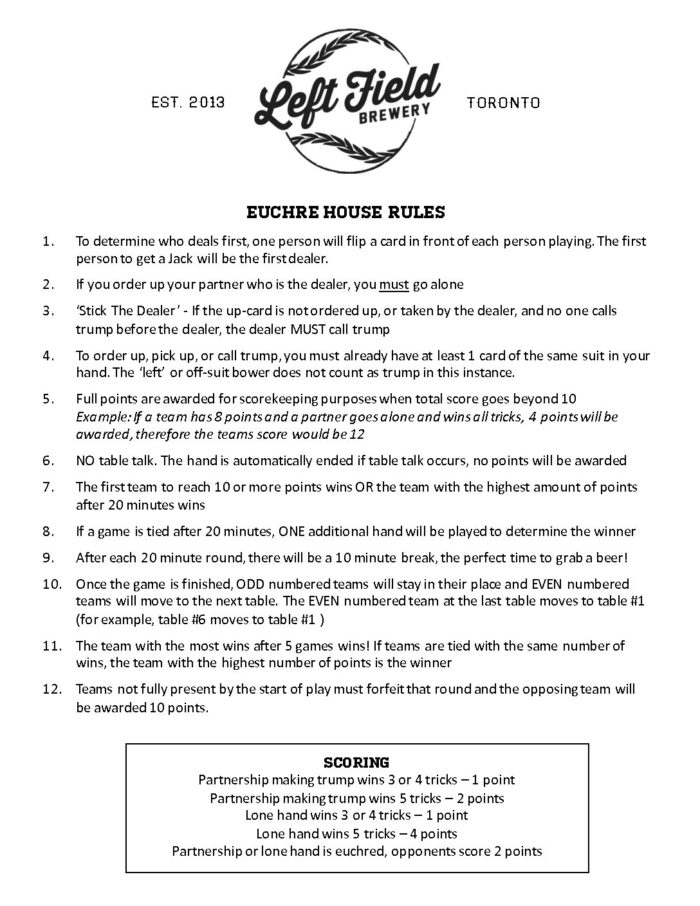 EST. 2013
Left Field
BREWERY
TORONTO
EUCHRE HOUSE RULES
1. To determine who deals first, one person will flip a card in front of each person playing. The first
person to get a Jack will be the first dealer.
2. If you order up your partner who is the dealer, you must go alone
3. ‘Stick The Dealer’ - If the up-card is not ordered up, or taken by the dealer, and no one calls
trump before the dealer, the dealer MUST call trump
4. To order up, pick up, or call trump, you must already have at least 1 card of the same suit in your
hand. The ‘left’ or off-suit bower does not count as trump in this instance.
5. Full points are awarded for scorekeeping purposes when total score goes beyond 10
Example: If a team has 8 points and a partner goes alone and wins all tricks, 4 points will be
awarded, therefore the teams score would be 12
6. NO table talk. The hand is automatically ended if table talk occurs, no points will be awarded
7. The first team to reach 10 or more points wins OR the team with the highest amount of points
after 20 minutes wins
8. If a game is tied after 20 minutes, ONE additional hand will be played to determine the winner
9. After each 20 minute round, there will be a 10 minute break, the perfect time to grab a beer!
10. Once the game is finished, ODD numbered teams will stay in their place and EVEN numbered
teams will move to the next table. The EVEN numbered team at the last table moves to table #1
(for example, table #6 moves to table #1 )
11. The team with the most wins after 5 games wins! If teams are tied with the same number of
wins, the team with the highest number of points is the winner
12. Teams not fully present by the start of play must forfeit that round and the opposing team will
be awarded 10 points.
SCORING
Partnership making trump wins 3 or 4 tricks – 1 point
Partnership making trump wins 5 tricks – 2 points
Lone hand wins 3 or 4 tricks – 1 point
Lone hand wins 5 tricks – 4 points
Partnership or lone hand is euchred, opponents score 2 points